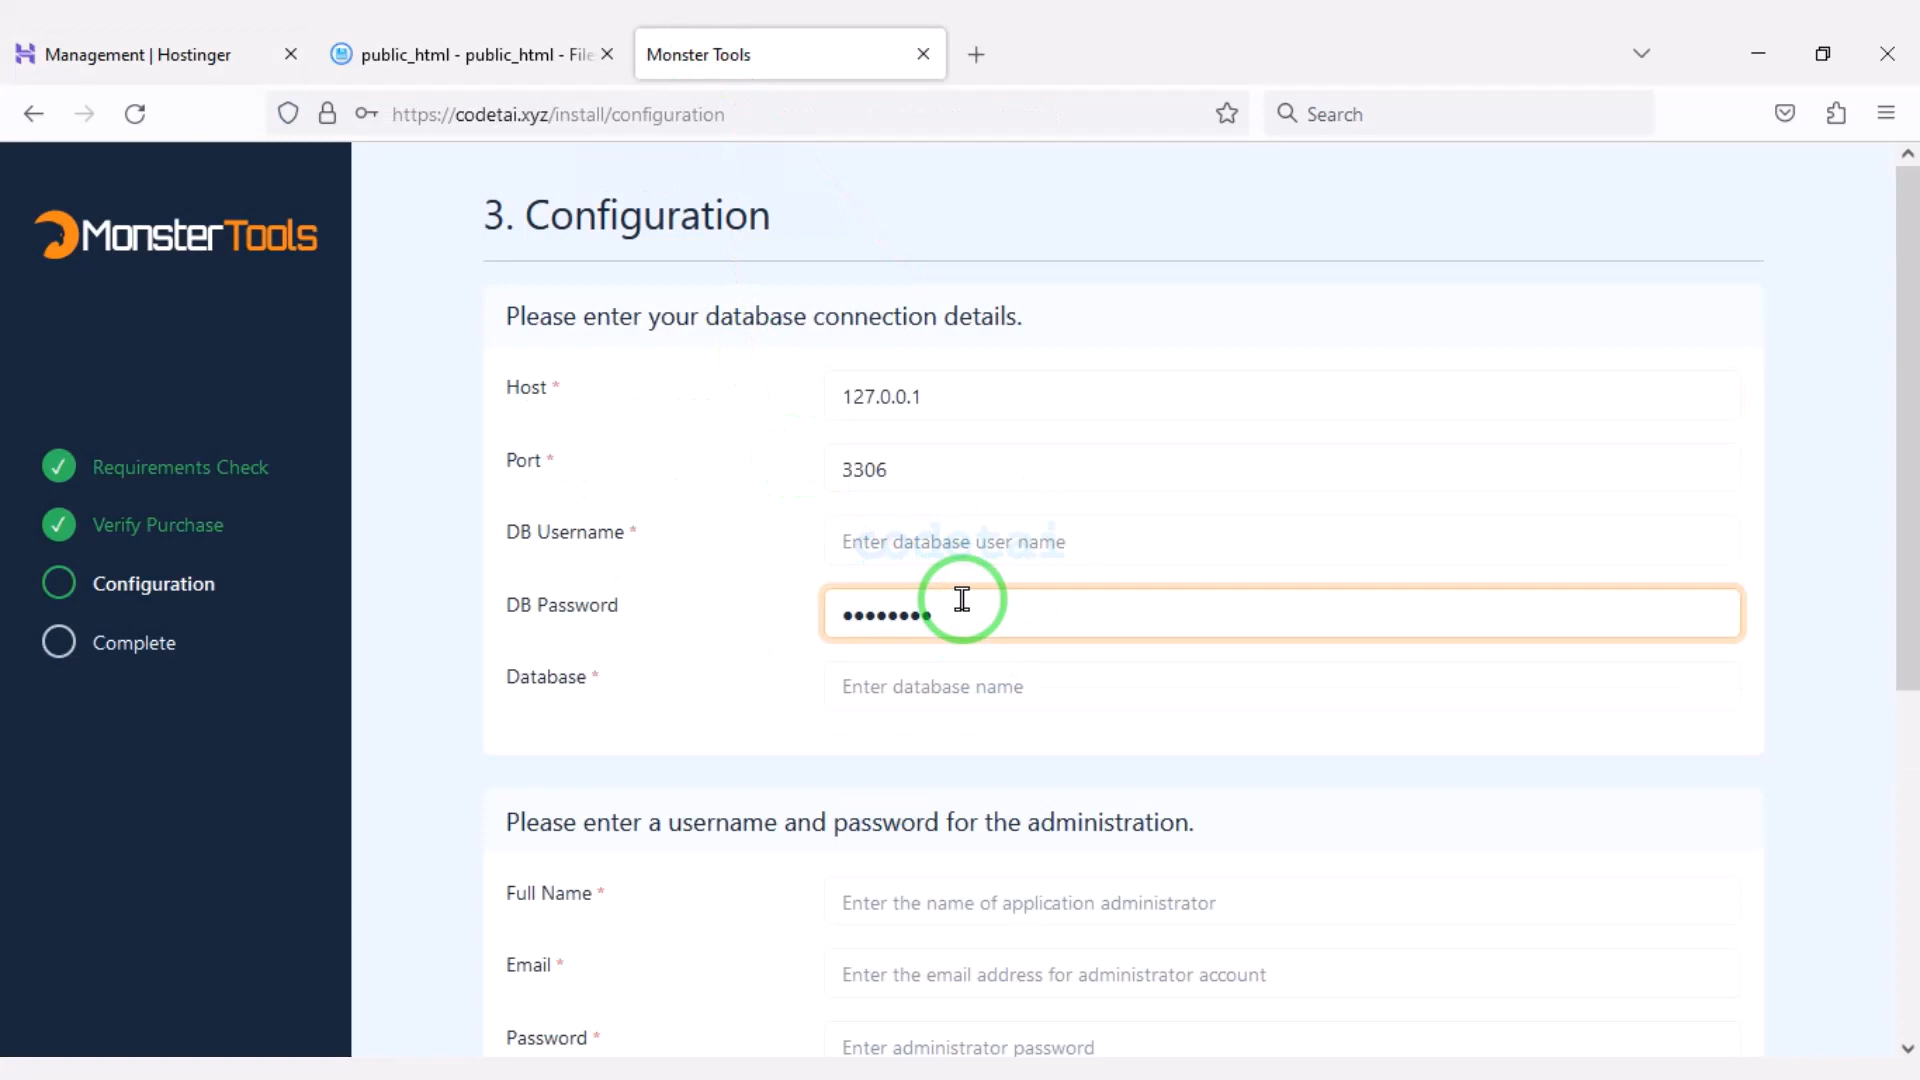 Management | Hostinger
public_html - public_html - File
Monster Tools
https://codetai.xyz/install/configuration
Search
MonsterTools
3. Configuration
Please enter your database connection details.
Host *
127.0.0.1
Port *
3306
DB Username *
Enter database user name
codetai
DB Password
••••••••
Database *
Enter database name
Requirements Check
Verify Purchase
Configuration
Complete
Please enter a username and password for the administration.
Full Name *
Enter the name of application administrator
Email *
Enter the email address for administrator account
Password *
Enter administrator password